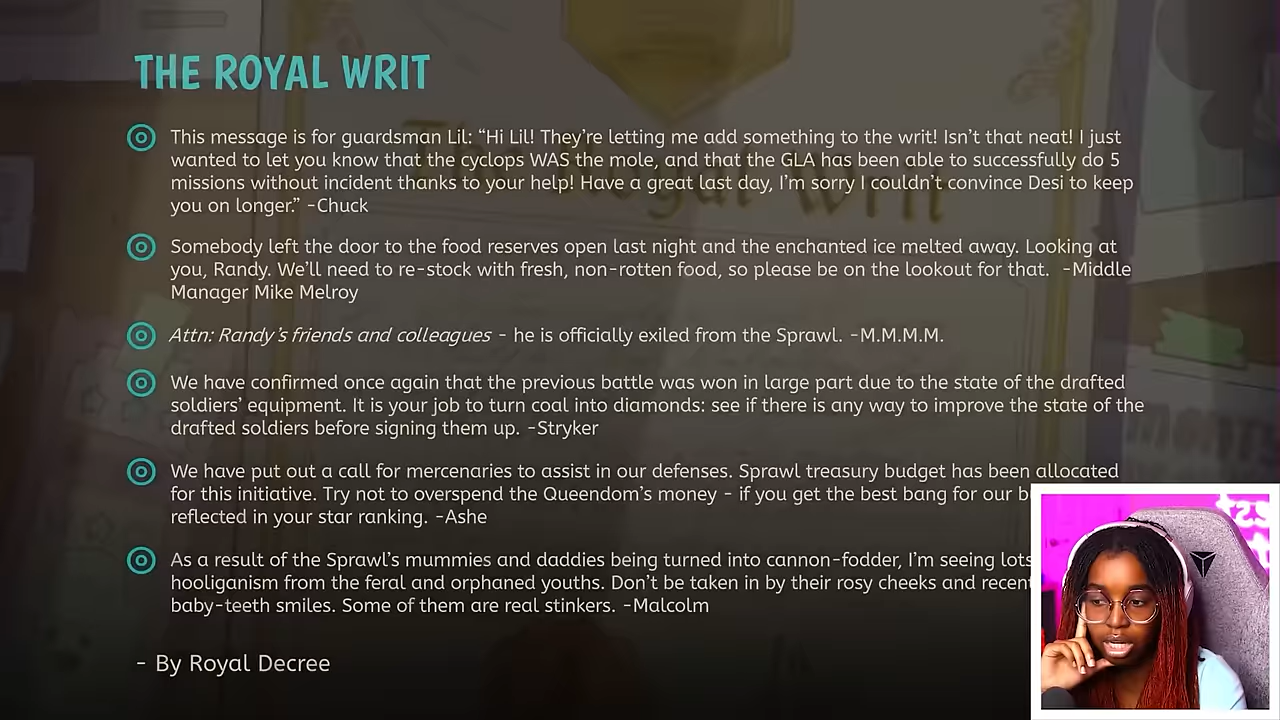 THE ROYAL WRIT
This message is for guardsman Lil: “Hi Lil! They’re letting me add something to the writ! Isn’t that neat! I just
wanted to let you know that the cyclops WAS the mole, and that the GLA has been able to successfully do 5
missions without incident thanks to your help! Have a great last day, I’m sorry I couldn’t convince Desi to keep
you on longer.” -Chuck
Somebody left the door to the food reserves open last night and the enchanted ice melted away. Looking at
you, Randy. We’ll need to re-stock with fresh, non-rotten food, so please be on the lookout for that. -Middle
Manager Mike Melroy
Attn: Randy’s friends and colleagues - he is officially exiled from the Sprawl. -M.M.M.M.
We have confirmed once again that the previous battle was won in large part due to the state of the drafted
soldiers’ equipment. It is your job to turn coal into diamonds: see if there is any way to improve the state of the
drafted soldiers before signing them up. -Stryker
We have put out a call for mercenaries to assist in our defenses. Sprawl treasury budget has been allocated
for this initiative. Try not to overspend the Queendom’s money - if you get the best bang for our
reflected in your star ranking. -Ashe
As a result of the Sprawl’s mummies and daddies being turned into cannon-fodder, I’m seeing lots
hooliganism from the feral and orphaned youths. Don’t be taken in by their rosy cheeks and recent
baby-teeth smiles. Some of them are real stinkers. -Malcolm
- By Royal Decree